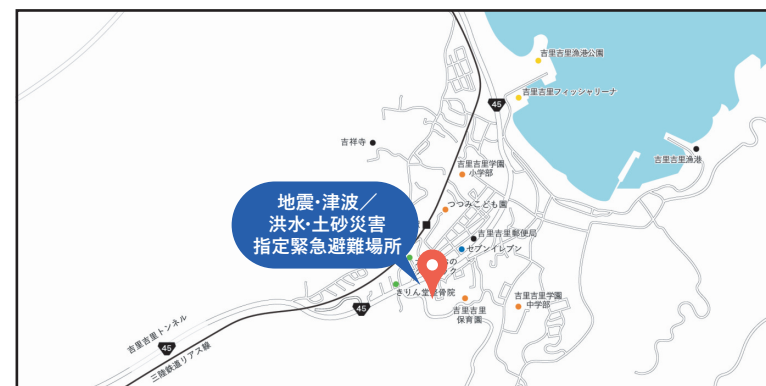 吉里吉里漁港公園
45
吉里吉里フィッシャリーナ
吉祥寺
吉里吉里漁港
吉里吉里学園
小学部
地震・津波／
洪水・土砂災害
指定緊急避難場所
つつみこども園
吉里吉里郵便局
セブンイレブン
の
ク
きりん堂整骨院
吉里吉里
保育園
吉里吉里学園
中学部
45
吉里吉里トンネル
45
三陸鉄道リアス線